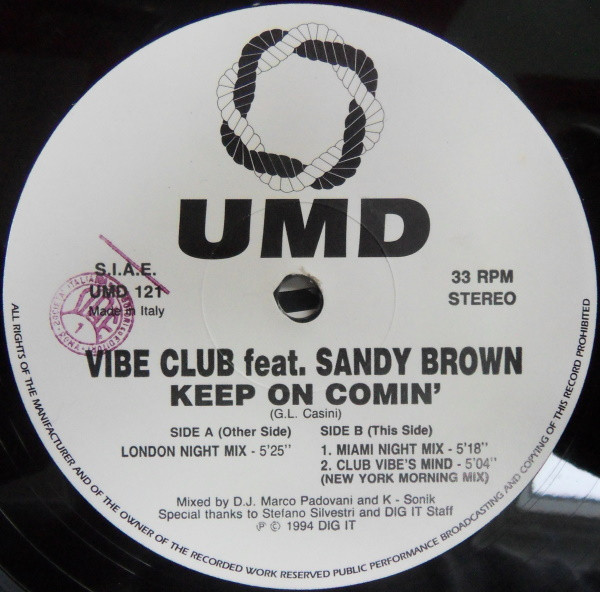 UMD
S.I.A.E.
UMD 121
Made in Italy
33 RPM
STEREO
VIBE CLUB feat. SANDY BROWN
KEEP ON COMIN'
(G.L. Casini)
SIDE A (Other Side)
LONDON NIGHT MIX - 5'25''
SIDE B (This Side)
1. MIAMI NIGHT MIX - 5'18''
2. CLUB VIBE'S MIND - 5'04''
(NEW YORK MORNING MIX)
Mixed by D.J. Marco Padovani and K - Sonik
Special thanks to Stefano Silvestri and DIG IT Staff
℗ © 1994 DIG IT
ALL RIGHTS OF THE MANIFACTURER AND OF THE OWNER OF THE RECORDED WORK RESERVED PUBLIC PERFORMANCE BROADCASTING AND COPYING OF THIS RECORD PROHIBITED